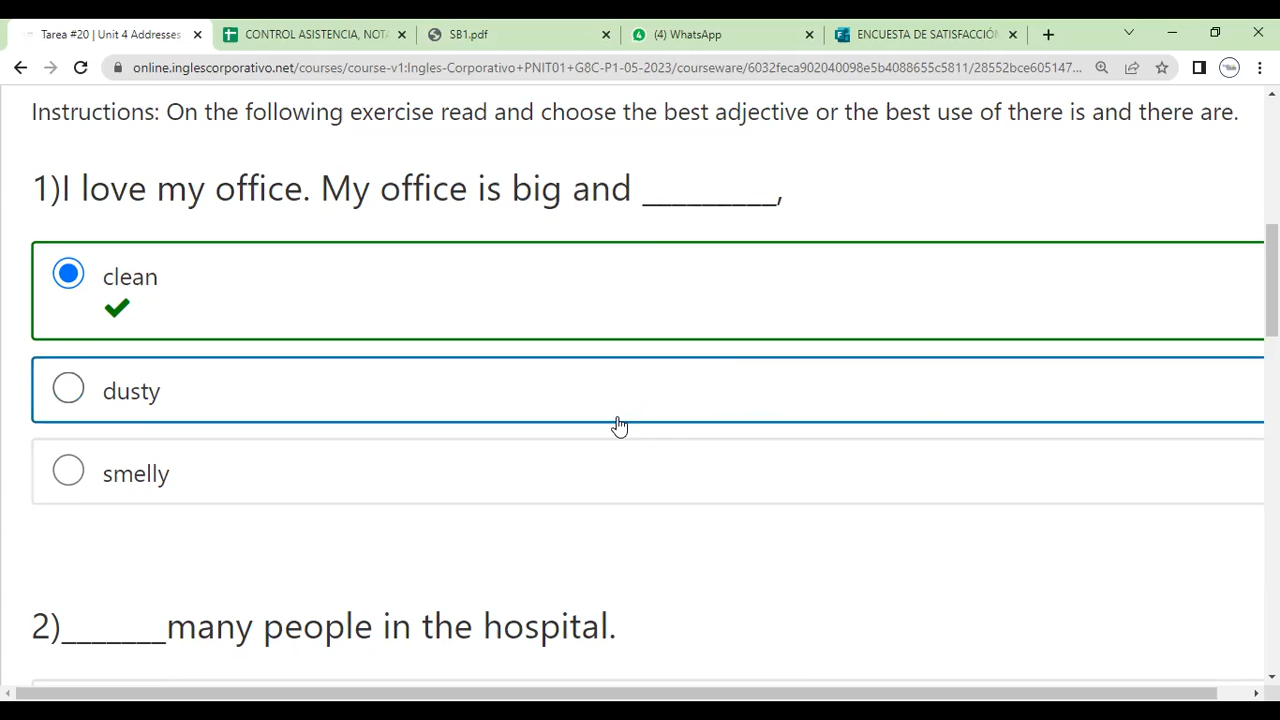 Tarea #20 | Unit 4 Addresses
CONTROL ASISTENCIA, NOTA
SB1.pdf
(4) WhatsApp
ENCUESTA DE SATISFACCIÓN
online.inglescorporativo.net/courses/course-v1:Ingles-Corporativo+PNIT01+G8C-P1-05-2023/courseware/6032feca902040098e5b4088655c5811/28552bce605147...
Instructions: On the following exercise read and choose the best adjective or the best use of there is and there are.
1)I love my office. My office is big and _________,
clean
dusty
smelly
2)_______many people in the hospital.